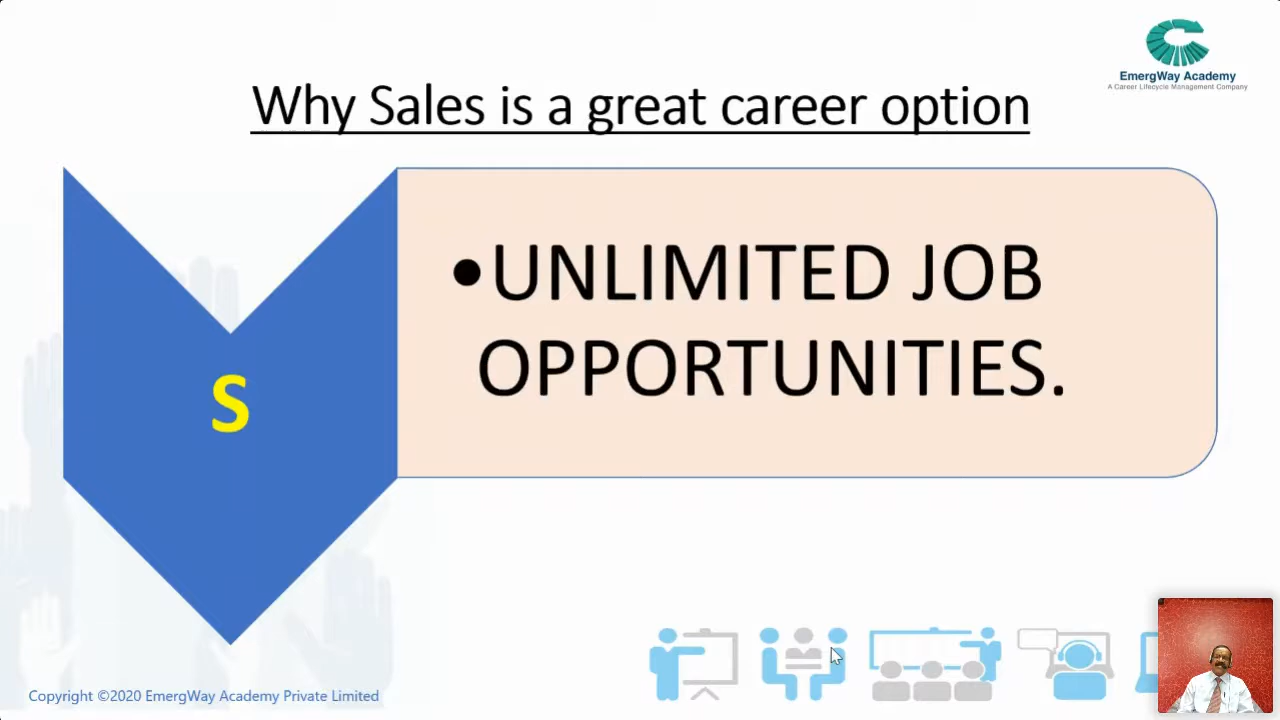 EmergWay Academy
A Career Lifecycle Management Company
Why Sales is a great career option
S
•UNLIMITED JOB
OPPORTUNITIES.
Copyright ©2020 EmergWay Academy Private Limited